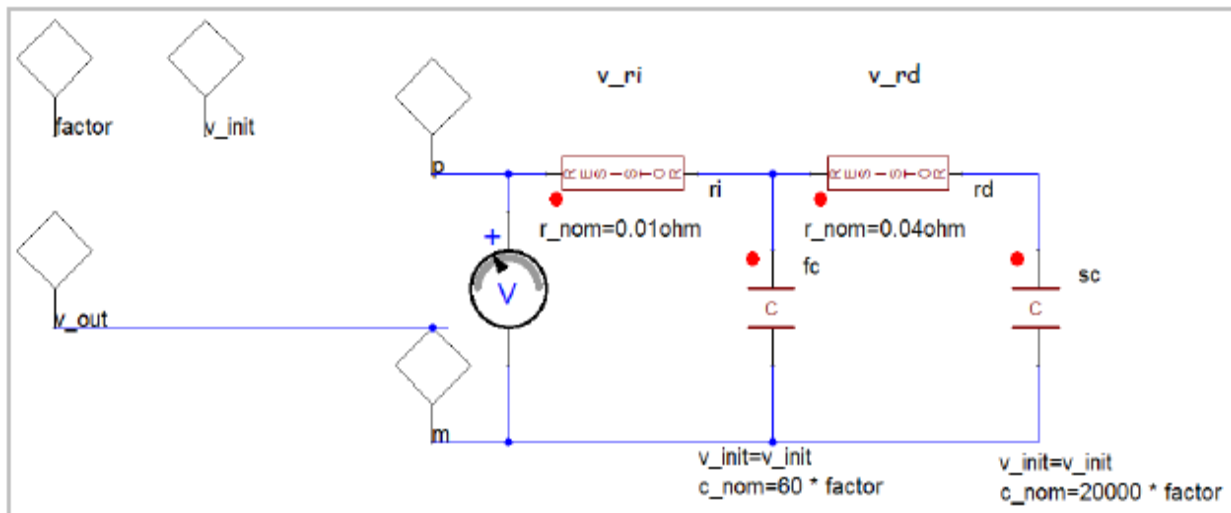 v_ri
v_rd
factor
v_init
p
RESISTOR
ri
RESISTOR
rd
r_nom=0.01ohm
r_nom=0.04ohm
+
V
fc
C
sc
C
v_out
m
v_init=v_init
c_nom=60 * factor
v_init=v_init
c_nom=20000 * factor